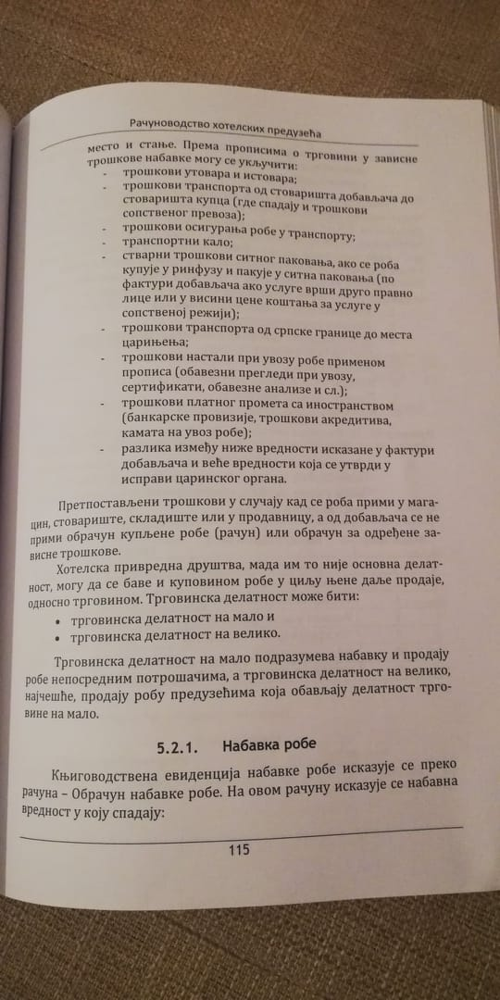 Рачуноводство хотелских предузећа
место и стање. Према прописима о трговини у зависне
трошкове набавке могу се укључити:
- трошкови утовара и истовара;
- трошкови транспорта од стоваришта добављача до
стоваришта купца (где спадају и трошкови
сопственог превоза);
- трошкови осигурања робе у транспорту;
- транспортни кало;
- стварни трошкови ситног паковања, ако се роба
купује у ринфузу и пакује у ситна паковања (по
фактури добављача ако услуге врши друго правно
лице или у висини цене коштања за услуге у
сопственој режији);
- трошкови транспорта од српске границе до места
царињења;
- трошкови настали при увозу робе применом
прописа (обавезни прегледи при увозу,
сертификати, обавезне анализе и сл.);
- трошкови платног промета са иностранством
(банкарске провизије, трошкови акредитива,
камата на увоз робе);
- разлика између ниже вредности исказане у фактури
добављача и веће вредности која се утврди у
исправи царинског органа.
Претпостављени трошкови у случају кад се роба прими у мага-
цин, стовариште, складиште или у продавницу, а од добављача се не
прими обрачун купљене робе (рачун) или обрачун за одређене за-
висне трошкове.
Хотелска привредна друштва, мада им то није основна делат-
ност, могу да се баве и куповином робе у циљу њене даље продаје,
односно трговином. Трговинска делатност може бити:
• трговинска делатност на мало и
• трговинска делатност на велико.
Трговинска делатност на мало подразумева набавку и продају
робе непосредним потрошачима, а трговинска делатност на велико,
најчешће, продају робу предузећима која обављају делатност трго-
вине на мало.
5.2.1. Набавка робе
Књиговодствена евиденција набавке робе исказује се преко
рачуна – Обрачун набавке робе. На овом рачуну исказује се набавна
вредност у коју спадају:
115